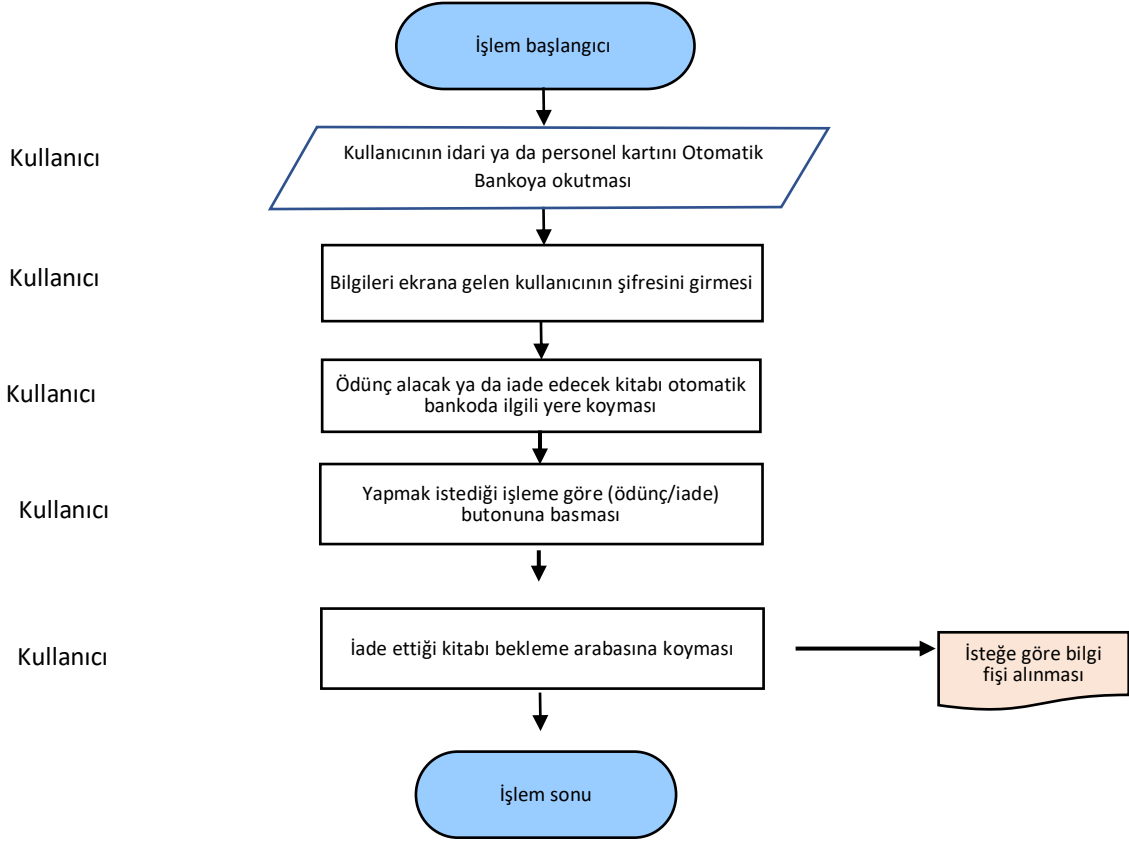 İşlem başlangıcı
Kullanıcı
Kullanıcının idari ya da personel kartını Otomatik
Bankoya okutması
Kullanıcı
Bilgileri ekrana gelen kullanıcının şifresini girmesi
Kullanıcı
Ödünç alacak ya da iade edecek kitabı otomatik
bankoda ilgili yere koyması
Kullanıcı
Yapmak istediği işleme göre (ödünç/iade)
butonuna basması
Kullanıcı
İade ettiği kitabı bekleme arabasına koyması
İsteğe göre bilgi
fişi alınması
İşlem sonu